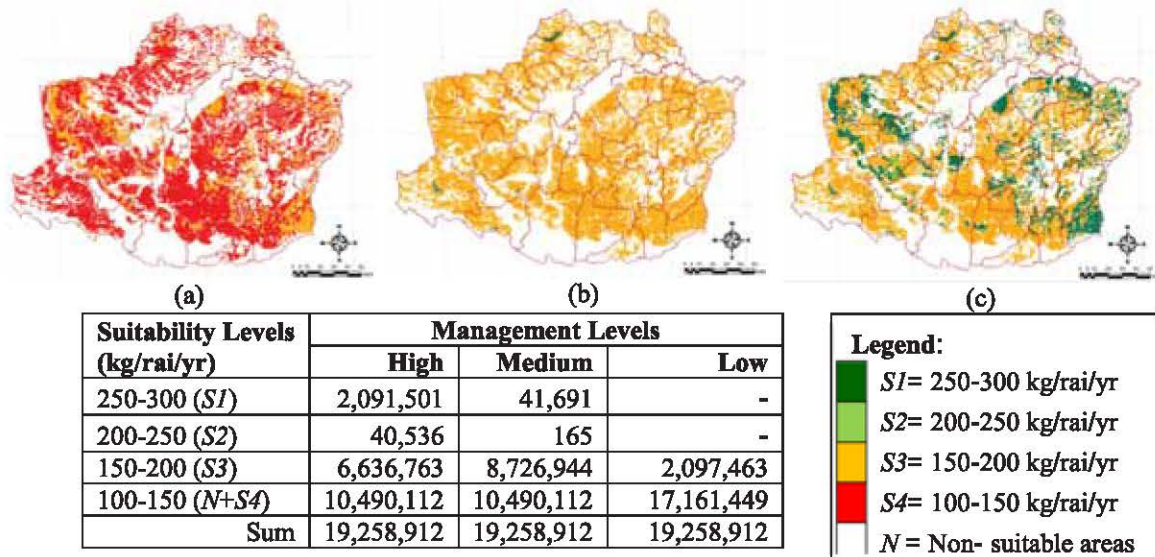 (a)
(b)
(c)
Suitability Levels (kg/rai/yr) Management Levels
High Medium Low
250-300 (S1) 2,091,501 41,691 -
200-250 (S2) 40,536 165 -
150-200 (S3) 6,636,763 8,726,944 2,097,463
100-150 (N+S4) 10,490,112 10,490,112 17,161,449
Sum 19,258,912 19,258,912 19,258,912
Legend:
S1= 250-300 kg/rai/yr
S2= 200-250 kg/rai/yr
S3= 150-200 kg/rai/yr
S4= 100-150 kg/rai/yr
N = Non- suitable areas